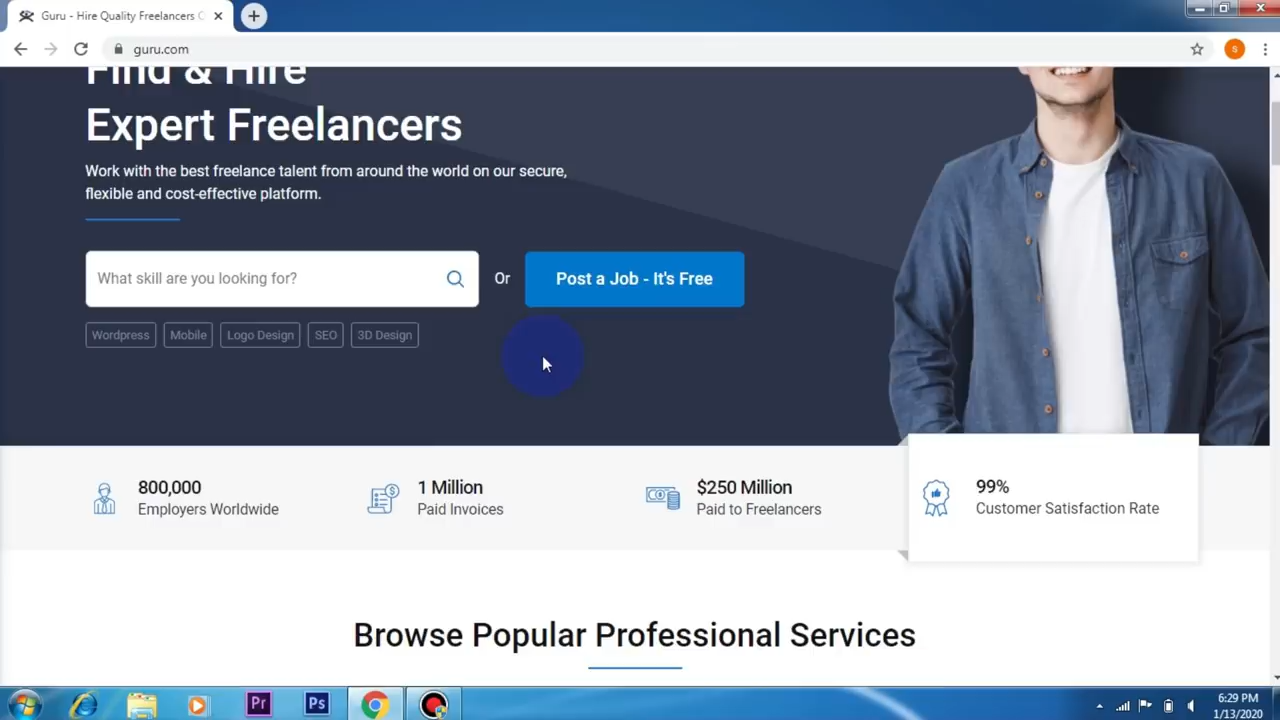 Guru - Hire Quality Freelancers
guru.com
S
Find & Hire
Expert Freelancers
Work with the best freelance talent from around the world on our secure,
flexible and cost-effective platform.
What skill are you looking for?
Or
Post a Job - It's Free
Wordpress
Mobile
Logo Design
SEO
3D Design
800,000
Employers Worldwide
1 Million
Paid Invoices
$250 Million
Paid to Freelancers
99%
Customer Satisfaction Rate
Browse Popular Professional Services
Pr
Ps
6:29 PM
1/13/2020